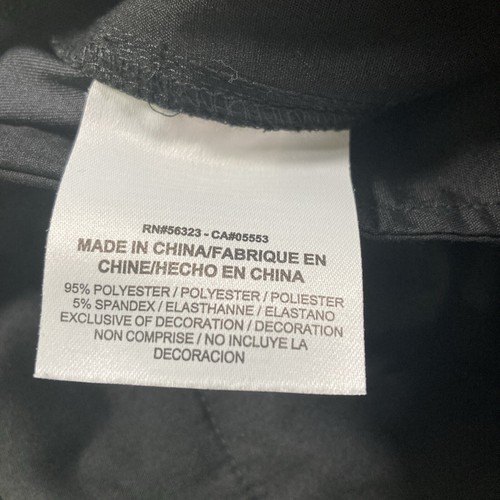 RN#56323 - CA#05553
MADE IN CHINA/FABRIQUE EN
CHINE/HECHO EN CHINA
95% POLYESTER / POLYESTER / POLIESTER
5% SPANDEX / ELASTHANNE / ELASTANO
EXCLUSIVE OF DECORATION / DECORATION
NON COMPRISE / NO INCLUYE LA
DECORACION